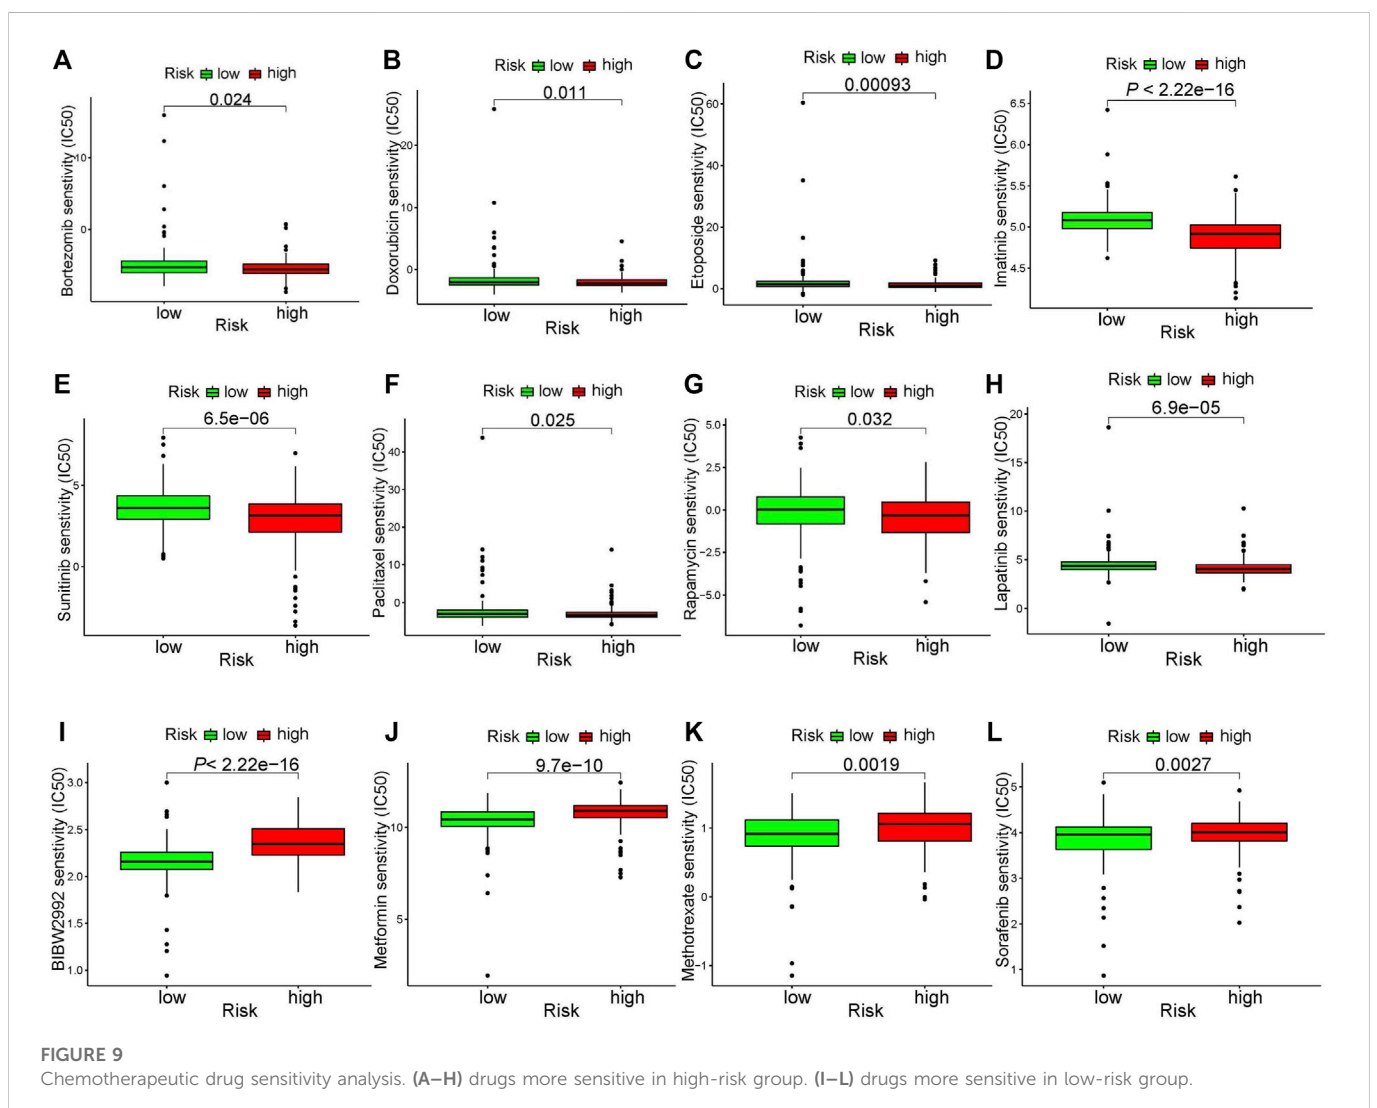 A
Risk low high
0.024
Bortezomib senstivity (IC50)
10
0
low high
Risk
B
Risk low high
0.011
Doxorubicin senstivity (IC50)
20
10
0
low high
Risk
C
Risk low high
0.00093
Etoposide senstivity (IC50)
60
40
20
0
low high
Risk
D
Risk low high
P < 2.22e−16
Imatinib senstivity (IC50)
6.5
6.0
5.5
5.0
4.5
low high
Risk
E
Risk low high
6.5e−06
Sunitinib senstivity (IC50)
5
0
low high
Risk
F
Risk low high
0.025
Paclitaxel senstivity (IC50)
40
30
20
10
0
low high
Risk
G
Risk low high
0.032
Rapamycin senstivity (IC50)
5.0
2.5
0.0
−2.5
−5.0
low high
Risk
H
Risk low high
6.9e−05
Lapatinib senstivity (IC50)
20
15
10
5
0
low high
Risk
I
Risk low high
P< 2.22e−16
BIBW2992 senstivity (IC50)
3.0
2.5
2.0
1.5
1.0
low high
Risk
J
Risk low high
9.7e−10
Metformin senstivity (IC50)
10
5
low high
Risk
K
Risk low high
0.0019
Methotrexate senstivity (IC50)
1
0
−1
low high
Risk
L
Risk low high
0.0027
Sorafenib senstivity (IC50)
5
4
3
2
1
low high
Risk
FIGURE 9
Chemotherapeutic drug sensitivity analysis. (A–H) drugs more sensitive in high-risk group. (I–L) drugs more sensitive in low-risk group.